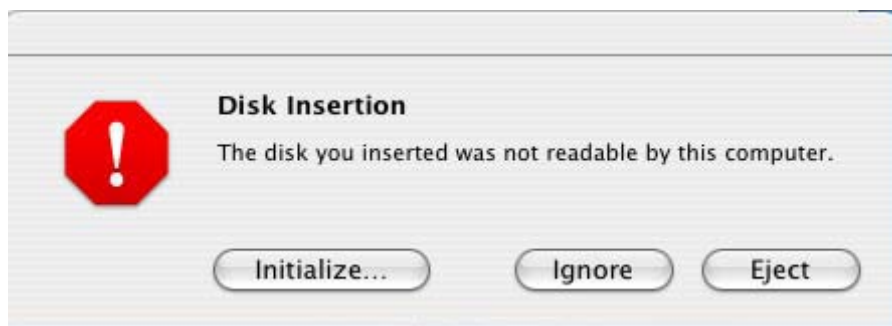 !
Disk Insertion
The disk you inserted was not readable by this computer.
Initialize... Ignore Eject